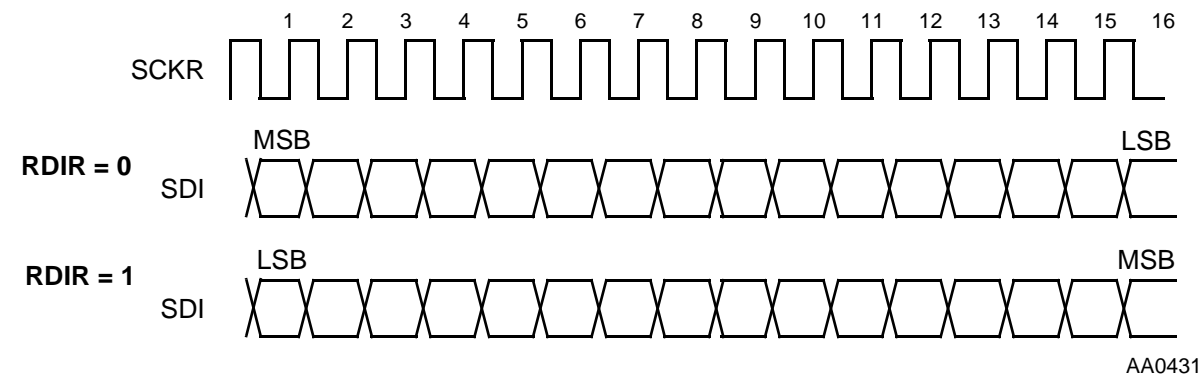 1 2 3 4 5 6 7 8 9 10 11 12 13 14 15 16
SCKR
MSB LSB
RDIR = 0
SDI
LSB MSB
RDIR = 1
SDI
AA0431